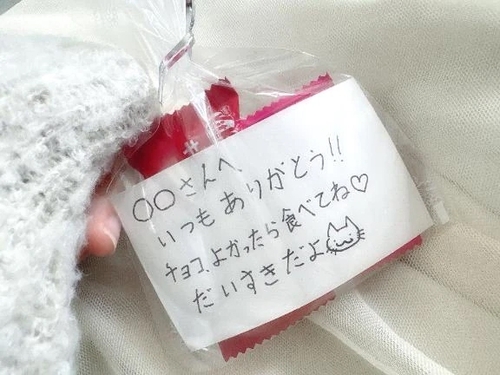 〇〇さんへ
いつもありがとう!!
チョコ、よかったら食べてね♡
だいすきだよ